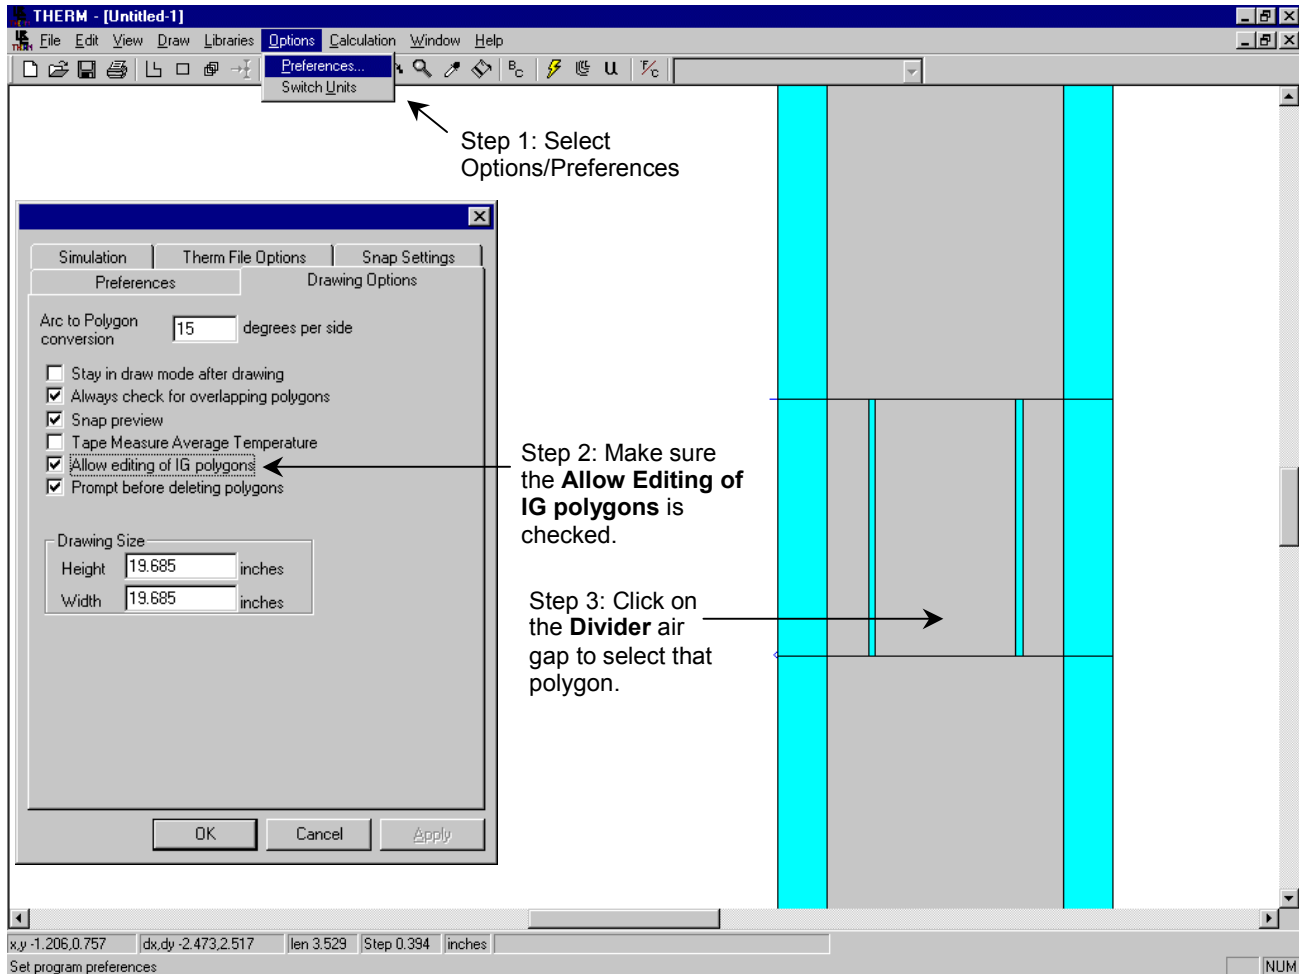 THERM - [Untitled-1]
File Edit View Draw Libraries Options Calculation Window Help
Preferences...
Switch Units
BC
U
°F/°C
Step 1: Select
Options/Preferences
Simulation Therm File Options Snap Settings
Preferences Drawing Options
Arc to Polygon
conversion
15 degrees per side
Stay in draw mode after drawing
Always check for overlapping polygons
Snap preview
Tape Measure Average Temperature
Allow editing of IG polygons
Prompt before deleting polygons
Drawing Size
Height 19.685 inches
Width 19.685 inches
OK Cancel Apply
Step 2: Make sure
the Allow Editing of
IG polygons is
checked.
Step 3: Click on
the Divider air
gap to select that
polygon.
x,y -1.206,0.757 dx,dy -2.473,2.517 len 3.529 Step 0.394 inches
Set program preferences NUM